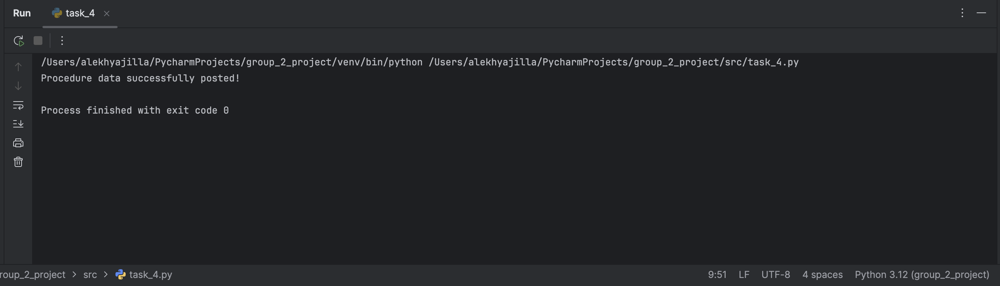 Run task_4
/Users/alekhyajilla/PycharmProjects/group_2_project/venv/bin/python /Users/alekhyajilla/PycharmProjects/group_2_project/src/task_4.py
Procedure data successfully posted!
Process finished with exit code 0
roup_2_project > src > task_4.py 9:51 LF UTF-8 4 spaces Python 3.12 (group_2_project)